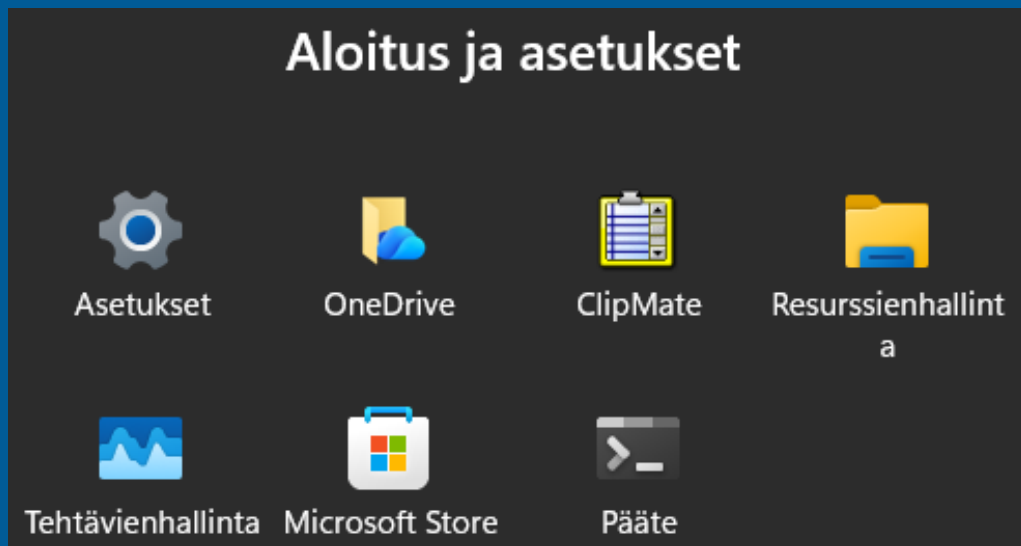 Aloitus ja asetukset
Asetukset
OneDrive
ClipMate
Resurssienhallint
a
Tehtävienhallinta
Microsoft Store
Pääte